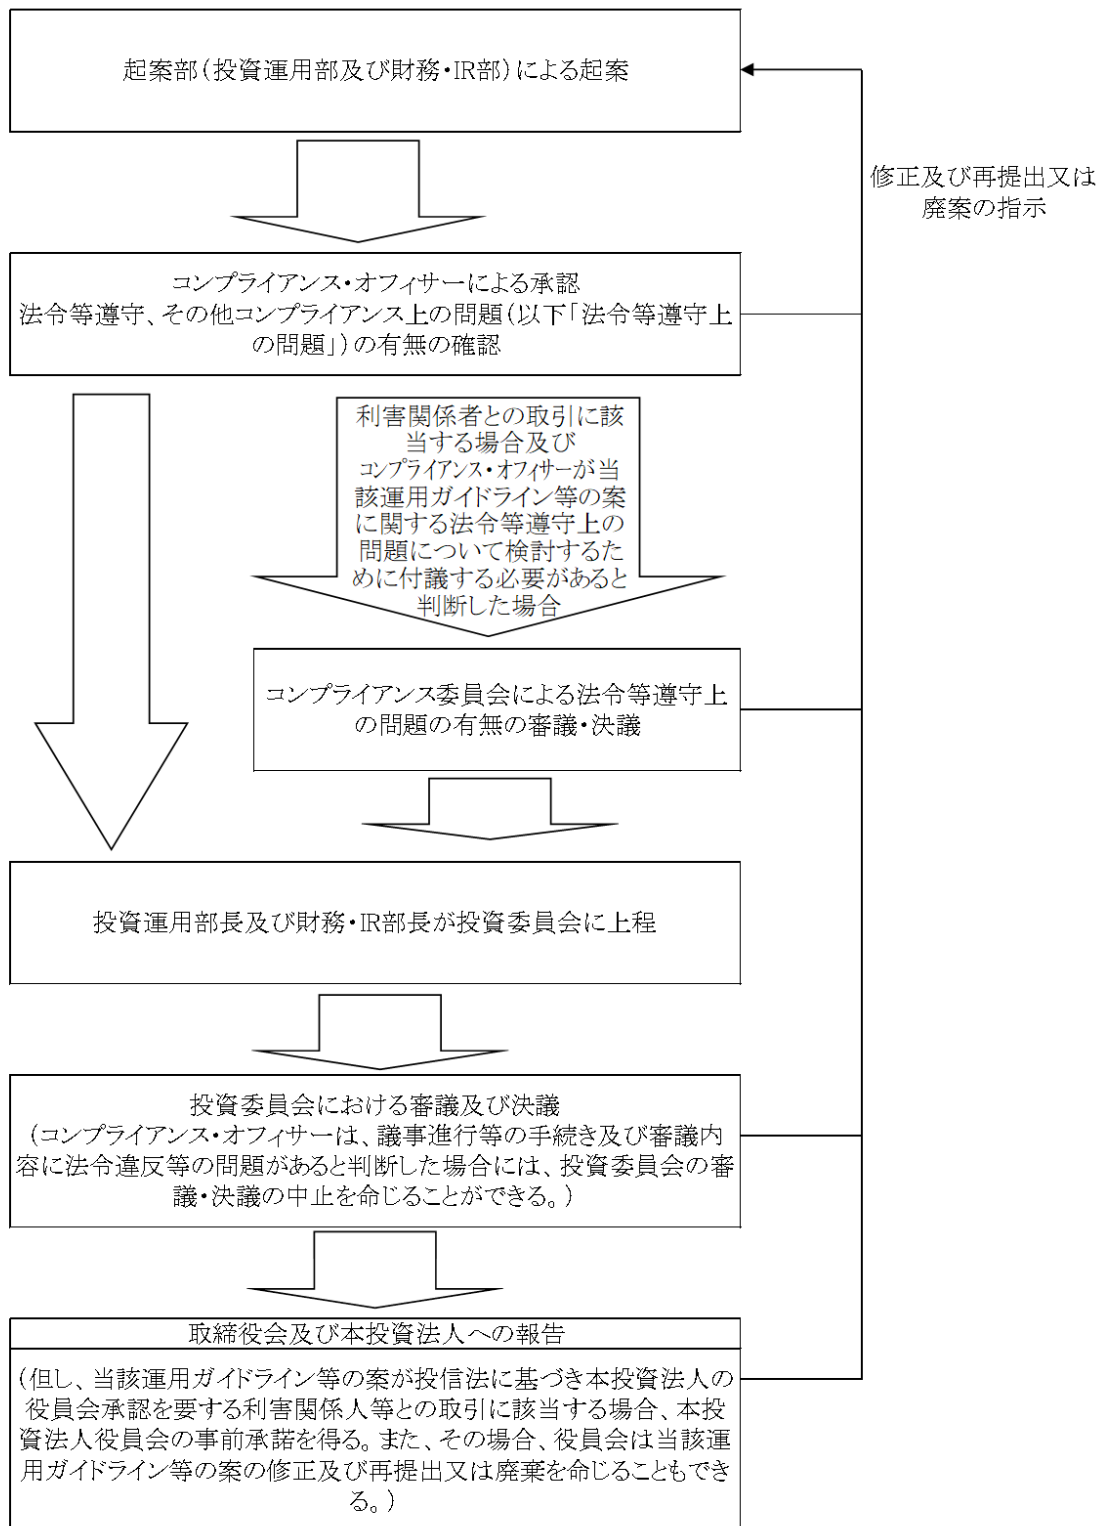 起案部（投資運用部及び財務・IR部）による起案
修正及び再提出又は
廃案の指示
コンプライアンス・オフィサーによる承認
法令等遵守、その他コンプライアンス上の問題（以下「法令等遵守上
の問題」）の有無の確認
利害関係者との取引に該
当する場合及び
コンプライアンス・オフィサーが当
該運用ガイドライン等の案
に関する法令等遵守上の
問題について検討するた
めに付議する必要があると
判断した場合
コンプライアンス委員会による法令等遵守上
の問題の有無の審議・決議
投資運用部長及び財務・IR部長が投資委員会に上程
投資委員会における審議及び決議
（コンプライアンス・オフィサーは、議事進行等の手続き及び審議内
容に法令違反等の問題があると判断した場合には、投資委員会の審
議・決議の中止を命じることができる。）
取締役会及び本投資法人への報告
（但し、当該運用ガイドライン等の案が投信法に基づき本投資法人の
役員会承認を要する利害関係人等との取引に該当する場合、本投
資法人役員会の事前承諾を得る。また、その場合、役員会は当該運
用ガイドライン等の案の修正及び再提出又は廃棄を命じることもでき
る。）